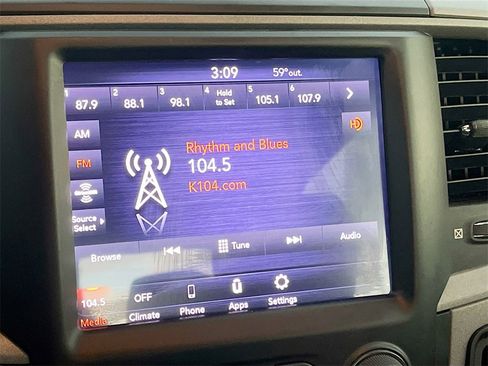 3:09 59°out.
1 2 3 4 5 6
87.9 88.1 98.1 Hold to Set 105.1 107.9
AM
FM
Source Select
Rhythm and Blues
104.5
K104.com
HD
Browse Tune Audio
104.5 OFF
Media Climate Phone Apps Settings